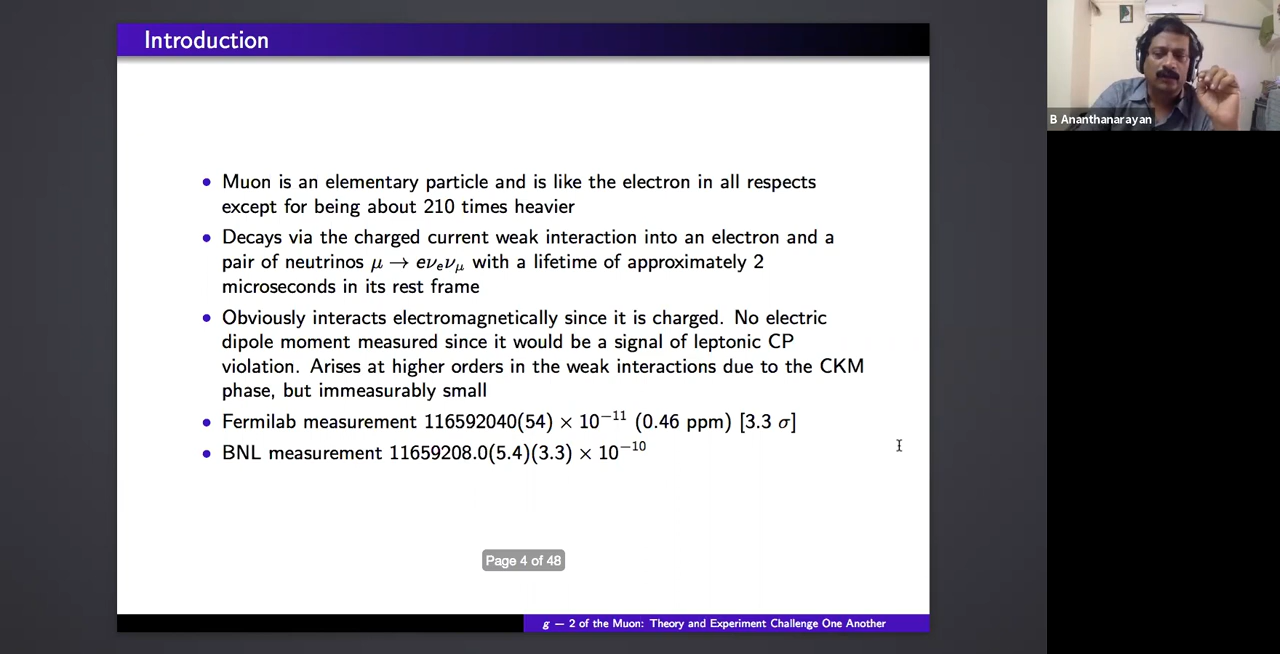 Introduction
• Muon is an elementary particle and is like the electron in all respects
except for being about 210 times heavier
• Decays via the charged current weak interaction into an electron and a
pair of neutrinos μ → eνₑν_μ with a lifetime of approximately 2
microseconds in its rest frame
• Obviously interacts electromagnetically since it is charged. No electric
dipole moment measured since it would be a signal of leptonic CP
violation. Arises at higher orders in the weak interactions due to the CKM
phase, but immeasurably small
• Fermilab measurement 116592040(54) × 10⁻¹¹ (0.46 ppm) [3.3 σ]
• BNL measurement 11659208.0(5.4)(3.3) × 10⁻¹⁰
Page 4 of 48
g − 2 of the Muon: Theory and Experiment Challenge One Another
B Ananthanarayan